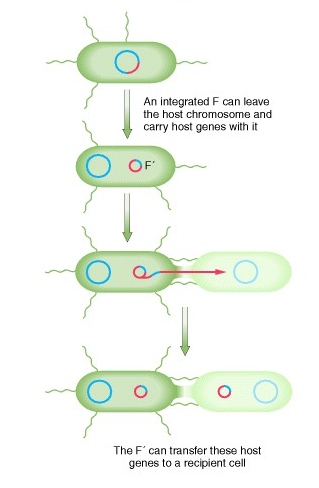 An integrated F can leave
the host chromosome and
carry host genes with it
F´
The F´ can transfer these host
genes to a recipient cell